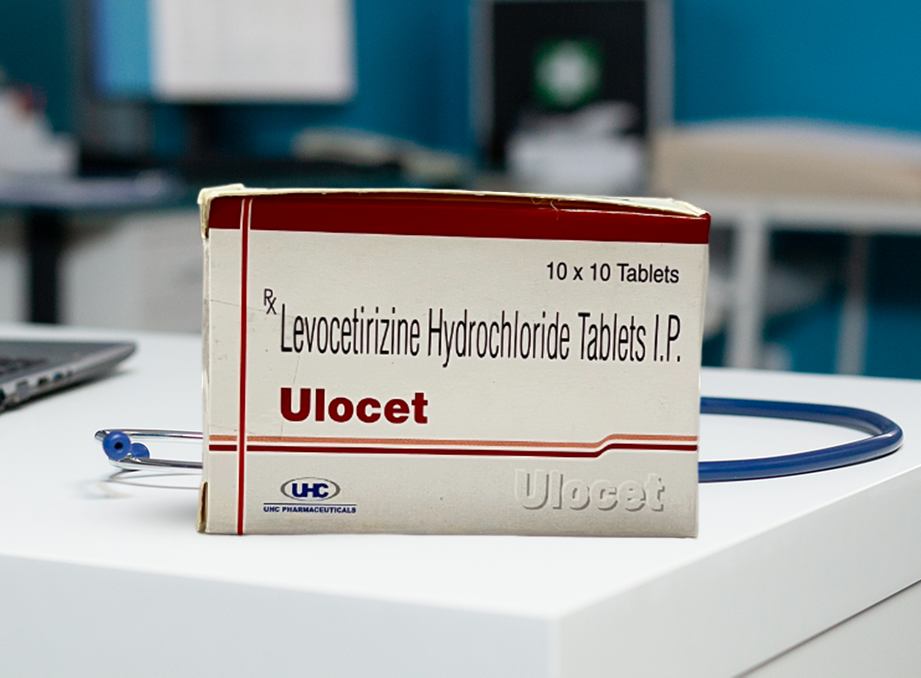 10 x 10 Tablets
Rx Levocetirizine Hydrochloride Tablets I.P.
Ulocet
UHC
UHC PHARMACEUTICALS
Ulocet